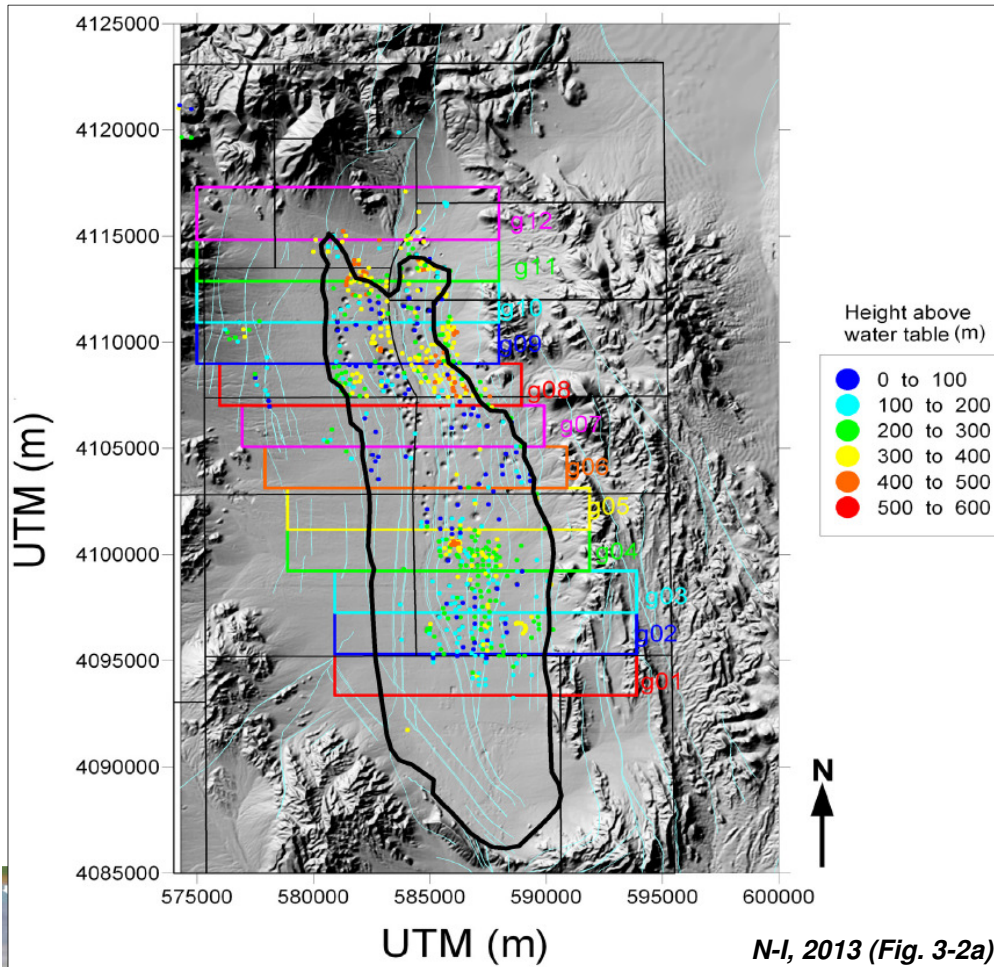 4125000
4120000
4115000
4110000
4105000
4100000
4095000
4090000
4085000
UTM (m)
g12
g11
g10
g09
g08
g07
g06
g05
g04
g03
g02
g01
575000 580000 585000 590000 595000 600000
UTM (m)
Height above
water table (m)
0 to 100
100 to 200
200 to 300
300 to 400
400 to 500
500 to 600
N
N-I, 2013 (Fig. 3-2a)